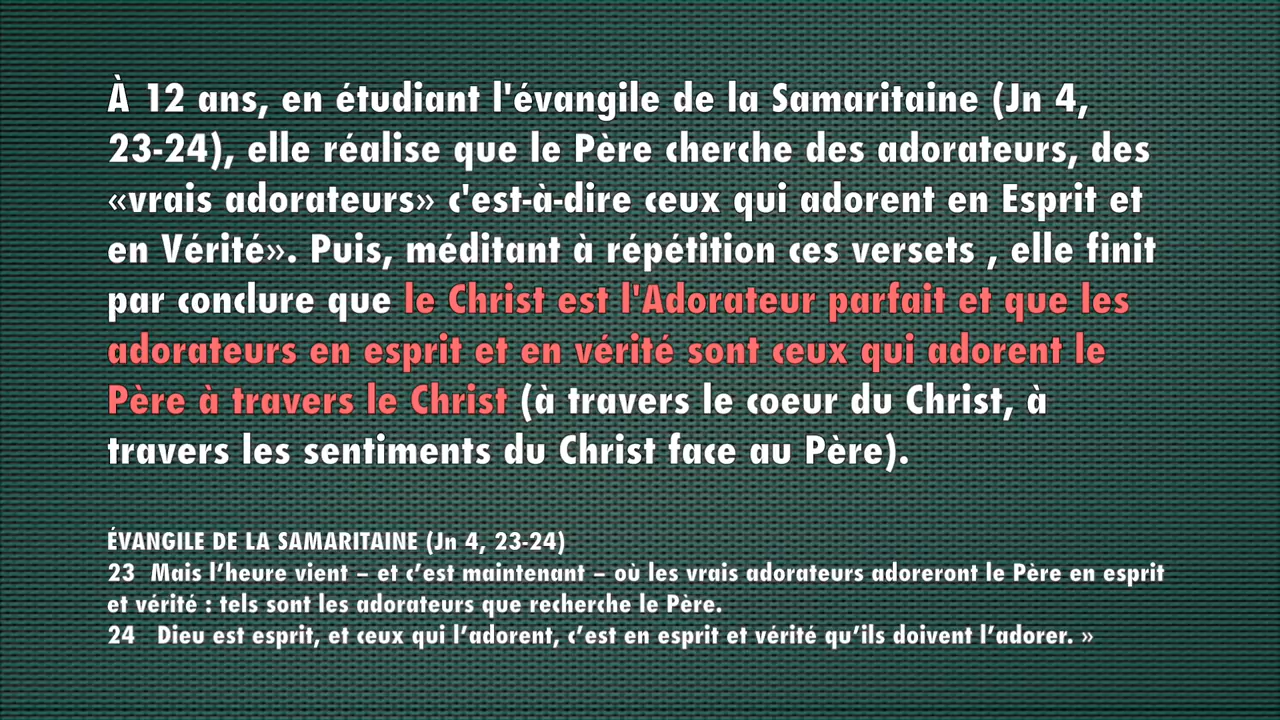 À 12 ans, en étudiant l'évangile de la Samaritaine (Jn 4,
23-24), elle réalise que le Père cherche des adorateurs, des
«vrais adorateurs» c'est-à-dire ceux qui adorent en Esprit et
en Vérité». Puis, méditant à répétition ces versets , elle finit
par conclure que le Christ est l'Adorateur parfait et que les
adorateurs en esprit et en vérité sont ceux qui adorent le
Père à travers le Christ (à travers le coeur du Christ, à
travers les sentiments du Christ face au Père).
ÉVANGILE DE LA SAMARITAINE (Jn 4, 23-24)
23 Mais l’heure vient – et c’est maintenant – où les vrais adorateurs adoreront le Père en esprit
et vérité : tels sont les adorateurs que recherche le Père.
24 Dieu est esprit, et ceux qui l’adorent, c’est en esprit et vérité qu’ils doivent l’adorer. »